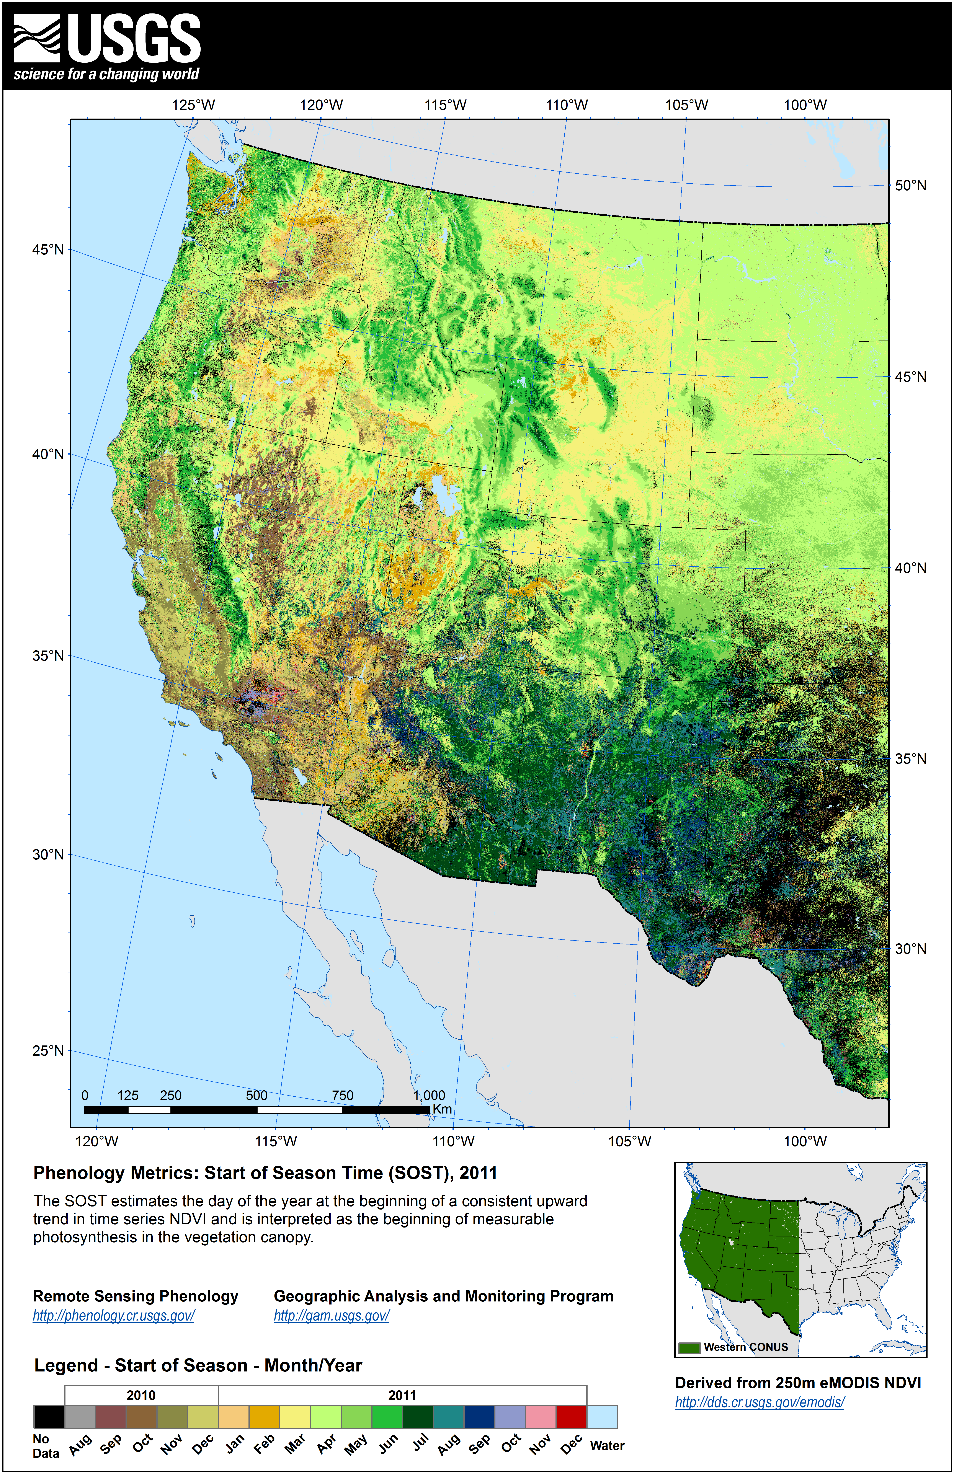 USGS
science for a changing world
125°W 120°W 115°W 110°W 105°W 100°W
50°N
45°N
45°N
40°N
40°N
35°N
35°N
30°N
30°N
25°N
0 125 250 500 750 1,000
Km
120°W 115°W 110°W 105°W 100°W
Phenology Metrics: Start of Season Time (SOST), 2011
The SOST estimates the day of the year at the beginning of a consistent upward
trend in time series NDVI and is interpreted as the beginning of measurable
photosynthesis in the vegetation canopy.
Remote Sensing Phenology
http://phenology.cr.usgs.gov/
Geographic Analysis and Monitoring Program
http://gam.usgs.gov/
Western CONUS
Derived from 250m eMODIS NDVI
http://dds.cr.usgs.gov/emodis/
Legend - Start of Season - Month/Year
2010 2011
No
Data
Aug Sep Oct Nov Dec Jan Feb Mar Apr May Jun Jul Aug Sep Oct Nov Dec Water